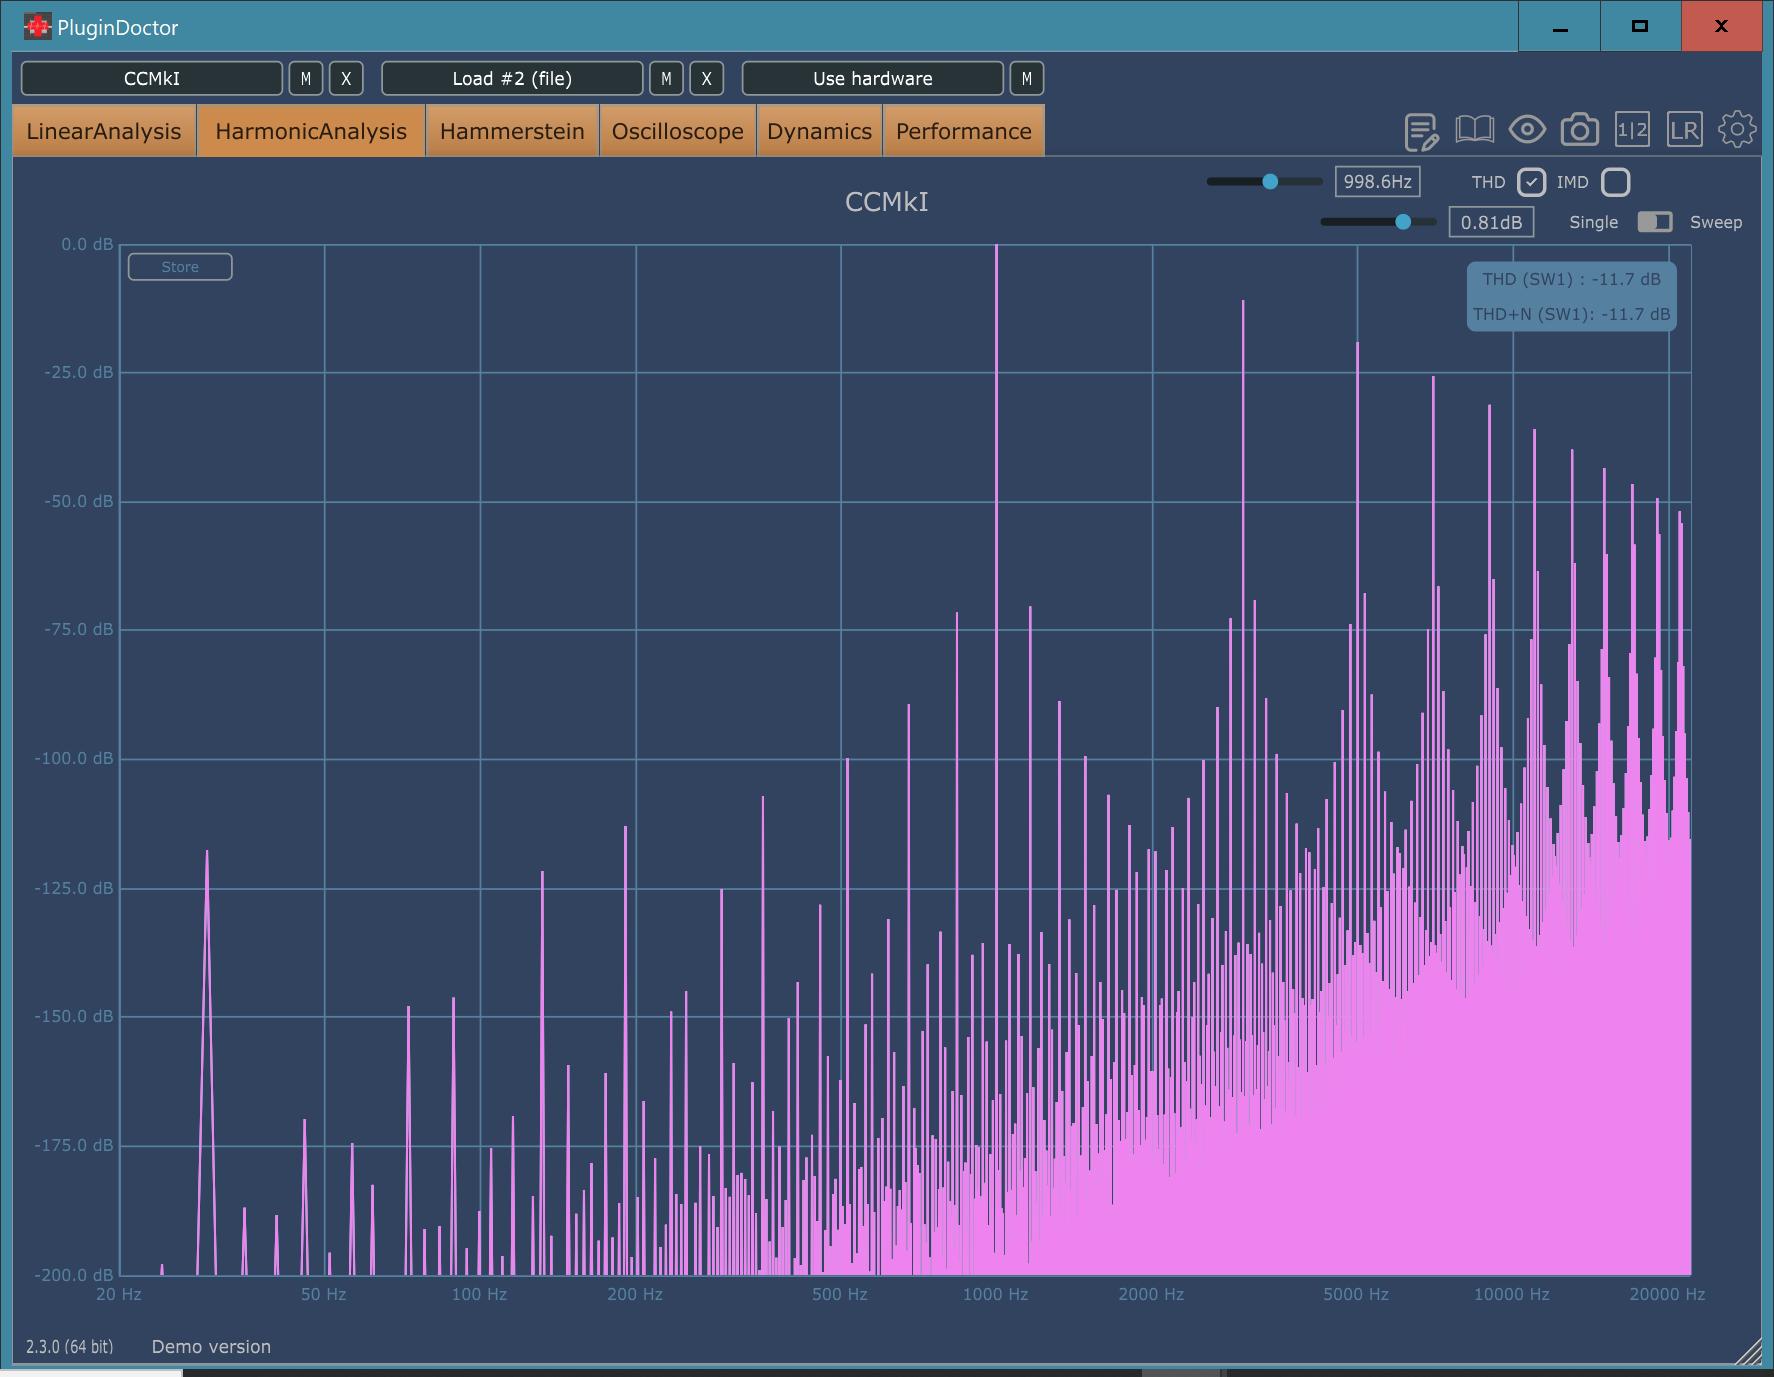 PluginDoctor
CCMkI M X Load #2 (file) M X Use hardware M
LinearAnalysis HarmonicAnalysis Hammerstein Oscilloscope Dynamics Performance 1|2 LR
998.6Hz THD IMD
CCMkI
0.81dB Single Sweep
0.0 dB
Store
THD (SW1) : -11.7 dB
THD+N (SW1): -11.7 dB
-25.0 dB
-50.0 dB
-75.0 dB
-100.0 dB
-125.0 dB
-150.0 dB
-175.0 dB
-200.0 dB
20 Hz 50 Hz 100 Hz 200 Hz 500 Hz 1000 Hz 2000 Hz 5000 Hz 10000 Hz 20000 Hz
2.3.0 (64 bit) Demo version